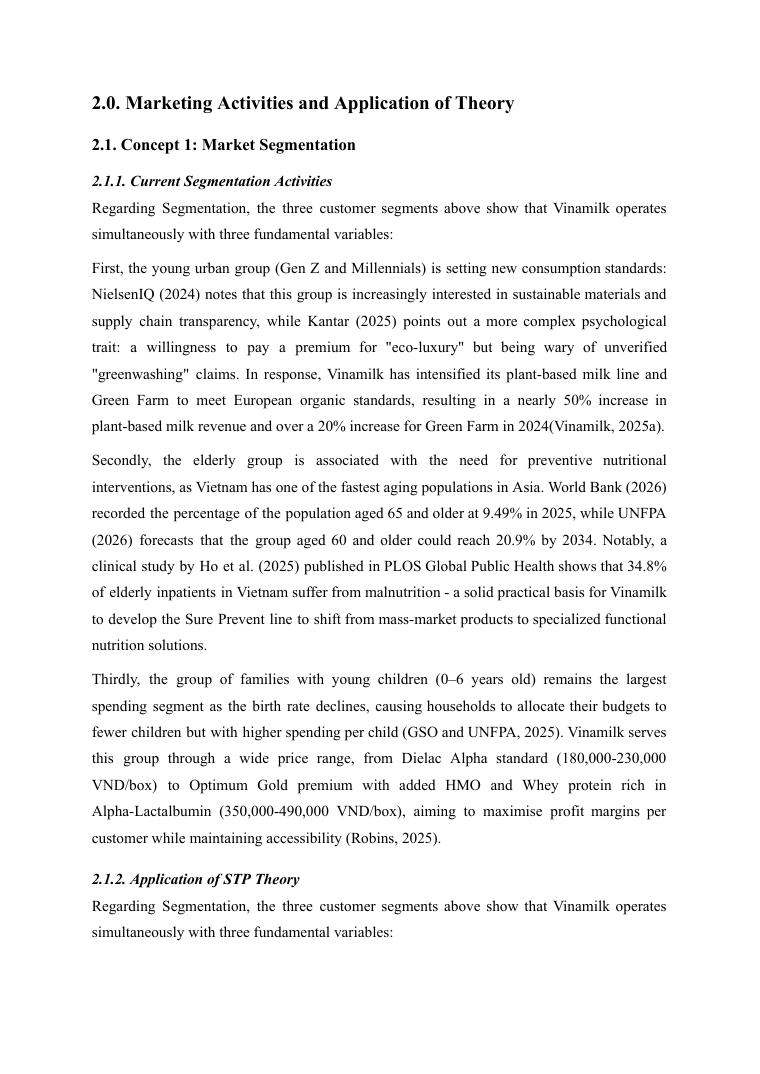 2.0. Marketing Activities and Application of Theory
2.1. Concept 1: Market Segmentation
2.1.1. Current Segmentation Activities
Regarding Segmentation, the three customer segments above show that Vinamilk operates
simultaneously with three fundamental variables:
First, the young urban group (Gen Z and Millennials) is setting new consumption standards:
NielsenIQ (2024) notes that this group is increasingly interested in sustainable materials and
supply chain transparency, while Kantar (2025) points out a more complex psychological
trait: a willingness to pay a premium for "eco-luxury" but being wary of unverified
"greenwashing" claims. In response, Vinamilk has intensified its plant-based milk line and
Green Farm to meet European organic standards, resulting in a nearly 50% increase in
plant-based milk revenue and over a 20% increase for Green Farm in 2024(Vinamilk, 2025a).
Secondly, the elderly group is associated with the need for preventive nutritional
interventions, as Vietnam has one of the fastest aging populations in Asia. World Bank (2026)
recorded the percentage of the population aged 65 and older at 9.49% in 2025, while UNFPA
(2026) forecasts that the group aged 60 and older could reach 20.9% by 2034. Notably, a
clinical study by Ho et al. (2025) published in PLOS Global Public Health shows that 34.8%
of elderly inpatients in Vietnam suffer from malnutrition - a solid practical basis for Vinamilk
to develop the Sure Prevent line to shift from mass-market products to specialized functional
nutrition solutions.
Thirdly, the group of families with young children (0–6 years old) remains the largest
spending segment as the birth rate declines, causing households to allocate their budgets to
fewer children but with higher spending per child (GSO and UNFPA, 2025). Vinamilk serves
this group through a wide price range, from Dielac Alpha standard (180,000-230,000
VND/box) to Optimum Gold premium with added HMO and Whey protein rich in
Alpha-Lactalbumin (350,000-490,000 VND/box), aiming to maximise profit margins per
customer while maintaining accessibility (Robins, 2025).
2.1.2. Application of STP Theory
Regarding Segmentation, the three customer segments above show that Vinamilk operates
simultaneously with three fundamental variables: